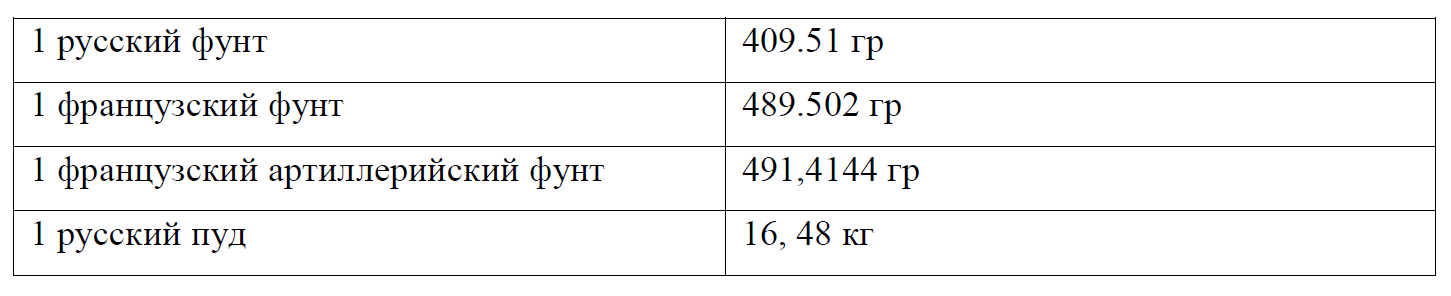 1 русский фунт 409.51 гр
1 французский фунт 489.502 гр
1 французский артиллерийский фунт 491,4144 гр
1 русский пуд 16, 48 кг